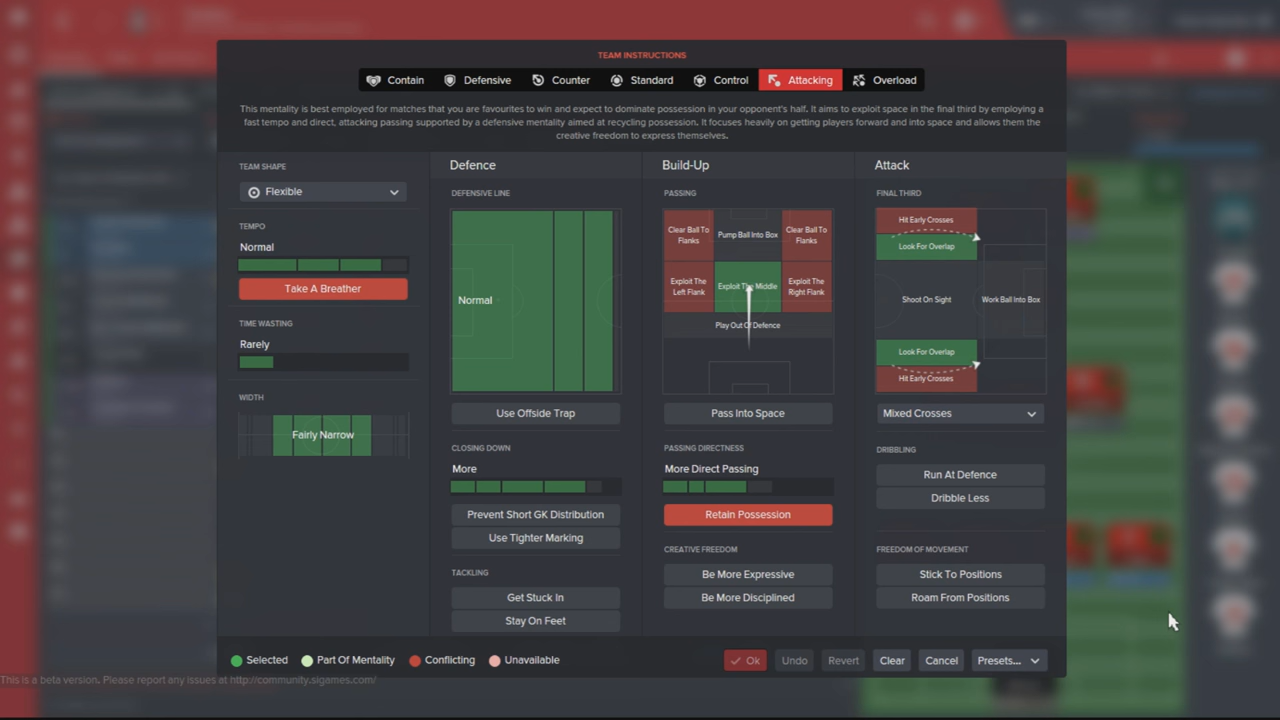 TEAM INSTRUCTIONS
Contain
Defensive
Counter
Standard
Control
Attacking
Overload
This mentality is best employed for matches that you are favourites to win and expect to dominate possession in your opponent's half. It aims to exploit space in the final third by employing a
fast tempo and direct, attacking passing supported by a defensive mentality aimed at recycling possession. It focuses heavily on getting players forward and into space and allows them the
creative freedom to express themselves.
TEAM SHAPE
Flexible
TEMPO
Normal
Take A Breather
TIME WASTING
Rarely
WIDTH
Fairly Narrow
Defence
DEFENSIVE LINE
Normal
Use Offside Trap
CLOSING DOWN
More
Prevent Short GK Distribution
Use Tighter Marking
TACKLING
Get Stuck In
Stay On Feet
Build-Up
PASSING
Clear Ball To
Flanks
Pump Ball Into Box
Clear Ball To
Flanks
Exploit The
Left Flank
Exploit The Middle
Exploit The
Right Flank
Play Out Of Defence
Pass Into Space
PASSING DIRECTNESS
More Direct Passing
Retain Possession
CREATIVE FREEDOM
Be More Expressive
Be More Disciplined
Attack
FINAL THIRD
Hit Early Crosses
Look For Overlap
Shoot On Sight
Work Ball Into Box
Look For Overlap
Hit Early Crosses
Mixed Crosses
DRIBBLING
Run At Defence
Dribble Less
FREEDOM OF MOVEMENT
Stick To Positions
Roam From Positions
Selected
Part Of Mentality
Conflicting
Unavailable
Ok
Undo
Revert
Clear
Cancel
Presets...
This is a beta version. Please report any issues at http://community.sigames.com/